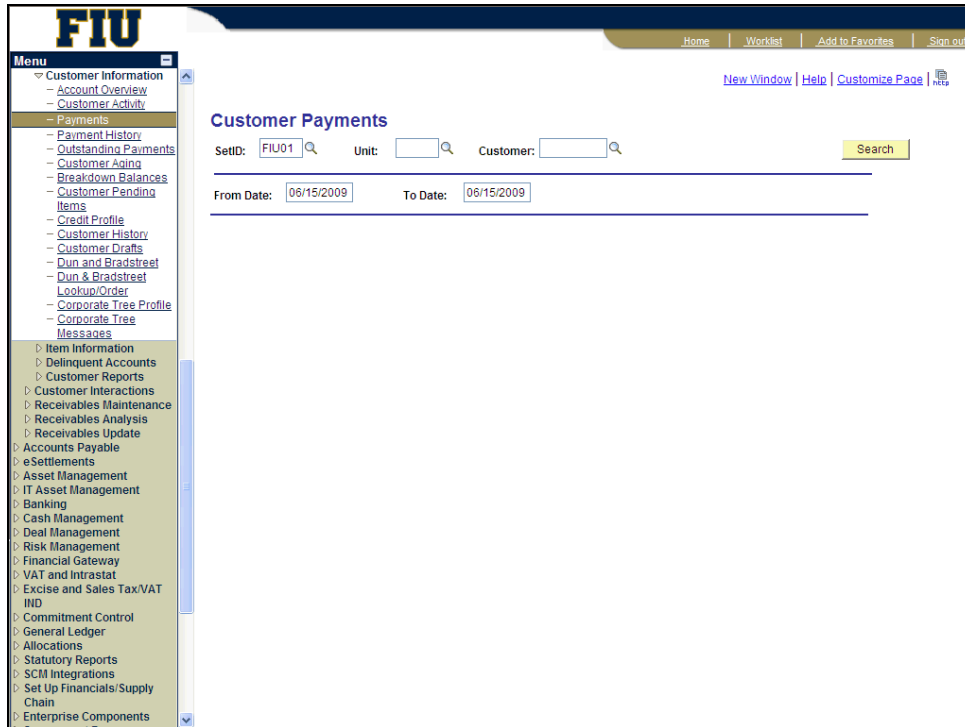 FIU
Home | Worklist | Add to Favorites | Sign out
Menu
Customer Information
– Account Overview
– Customer Activity
– Payments
– Payment History
– Outstanding Payments
– Customer Aging
– Breakdown Balances
– Customer Pending
Items
– Credit Profile
– Customer History
– Customer Drafts
– Dun and Bradstreet
– Dun & Bradstreet
Lookup/Order
– Corporate Tree Profile
– Corporate Tree
Messages
Item Information
Delinquent Accounts
Customer Reports
Customer Interactions
Receivables Maintenance
Receivables Analysis
Receivables Update
Accounts Payable
eSettlements
Asset Management
IT Asset Management
Banking
Cash Management
Deal Management
Risk Management
Financial Gateway
VAT and Intrastat
Excise and Sales Tax/VAT
IND
Commitment Control
General Ledger
Allocations
Statutory Reports
SCM Integrations
Set Up Financials/Supply
Chain
Enterprise Components
New Window | Help | Customize Page | http
Customer Payments
SetID: FIU01 Unit: Customer: Search
From Date: 06/15/2009 To Date: 06/15/2009